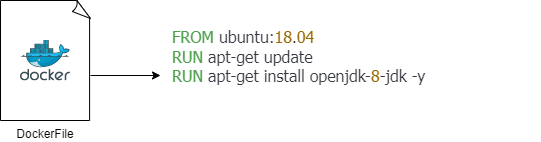 FROM ubuntu:18.04
RUN apt-get update
RUN apt-get install openjdk-8-jdk -y
docker
DockerFile